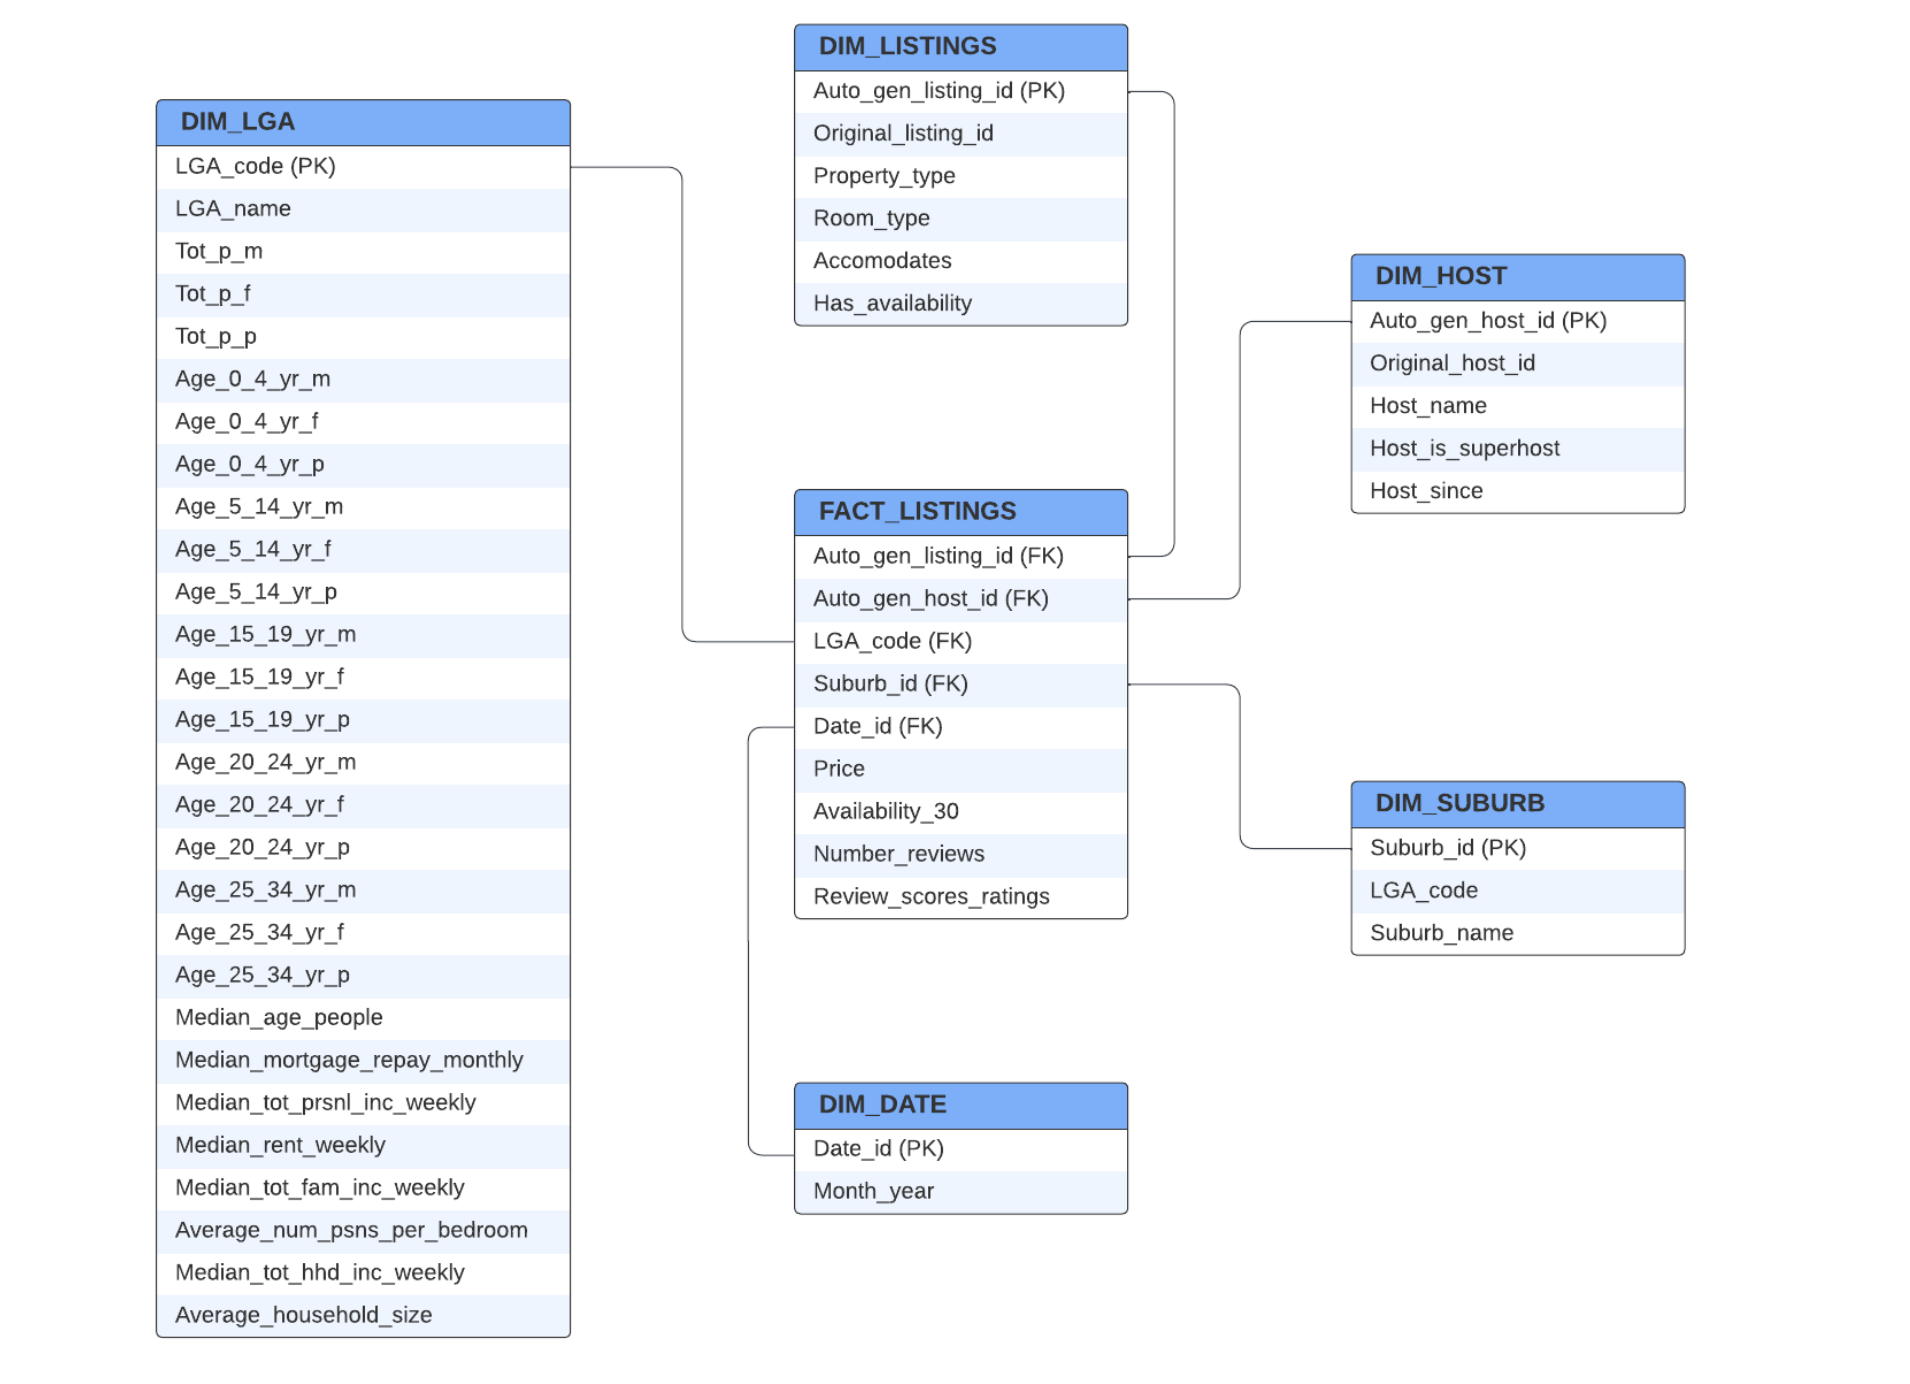 DIM_LGA
LGA_code (PK)
LGA_name
Tot_p_m
Tot_p_f
Tot_p_p
Age_0_4_yr_m
Age_0_4_yr_f
Age_0_4_yr_p
Age_5_14_yr_m
Age_5_14_yr_f
Age_5_14_yr_p
Age_15_19_yr_m
Age_15_19_yr_f
Age_15_19_yr_p
Age_20_24_yr_m
Age_20_24_yr_f
Age_20_24_yr_p
Age_25_34_yr_m
Age_25_34_yr_f
Age_25_34_yr_p
Median_age_people
Median_mortgage_repay_monthly
Median_tot_prsnl_inc_weekly
Median_rent_weekly
Median_tot_fam_inc_weekly
Average_num_psns_per_bedroom
Median_tot_hhd_inc_weekly
Average_household_size
DIM_LISTINGS
Auto_gen_listing_id (PK)
Original_listing_id
Property_type
Room_type
Accomodates
Has_availability
FACT_LISTINGS
Auto_gen_listing_id (FK)
Auto_gen_host_id (FK)
LGA_code (FK)
Suburb_id (FK)
Date_id (FK)
Price
Availability_30
Number_reviews
Review_scores_ratings
DIM_DATE
Date_id (PK)
Month_year
DIM_HOST
Auto_gen_host_id (PK)
Original_host_id
Host_name
Host_is_superhost
Host_since
DIM_SUBURB
Suburb_id (PK)
LGA_code
Suburb_name